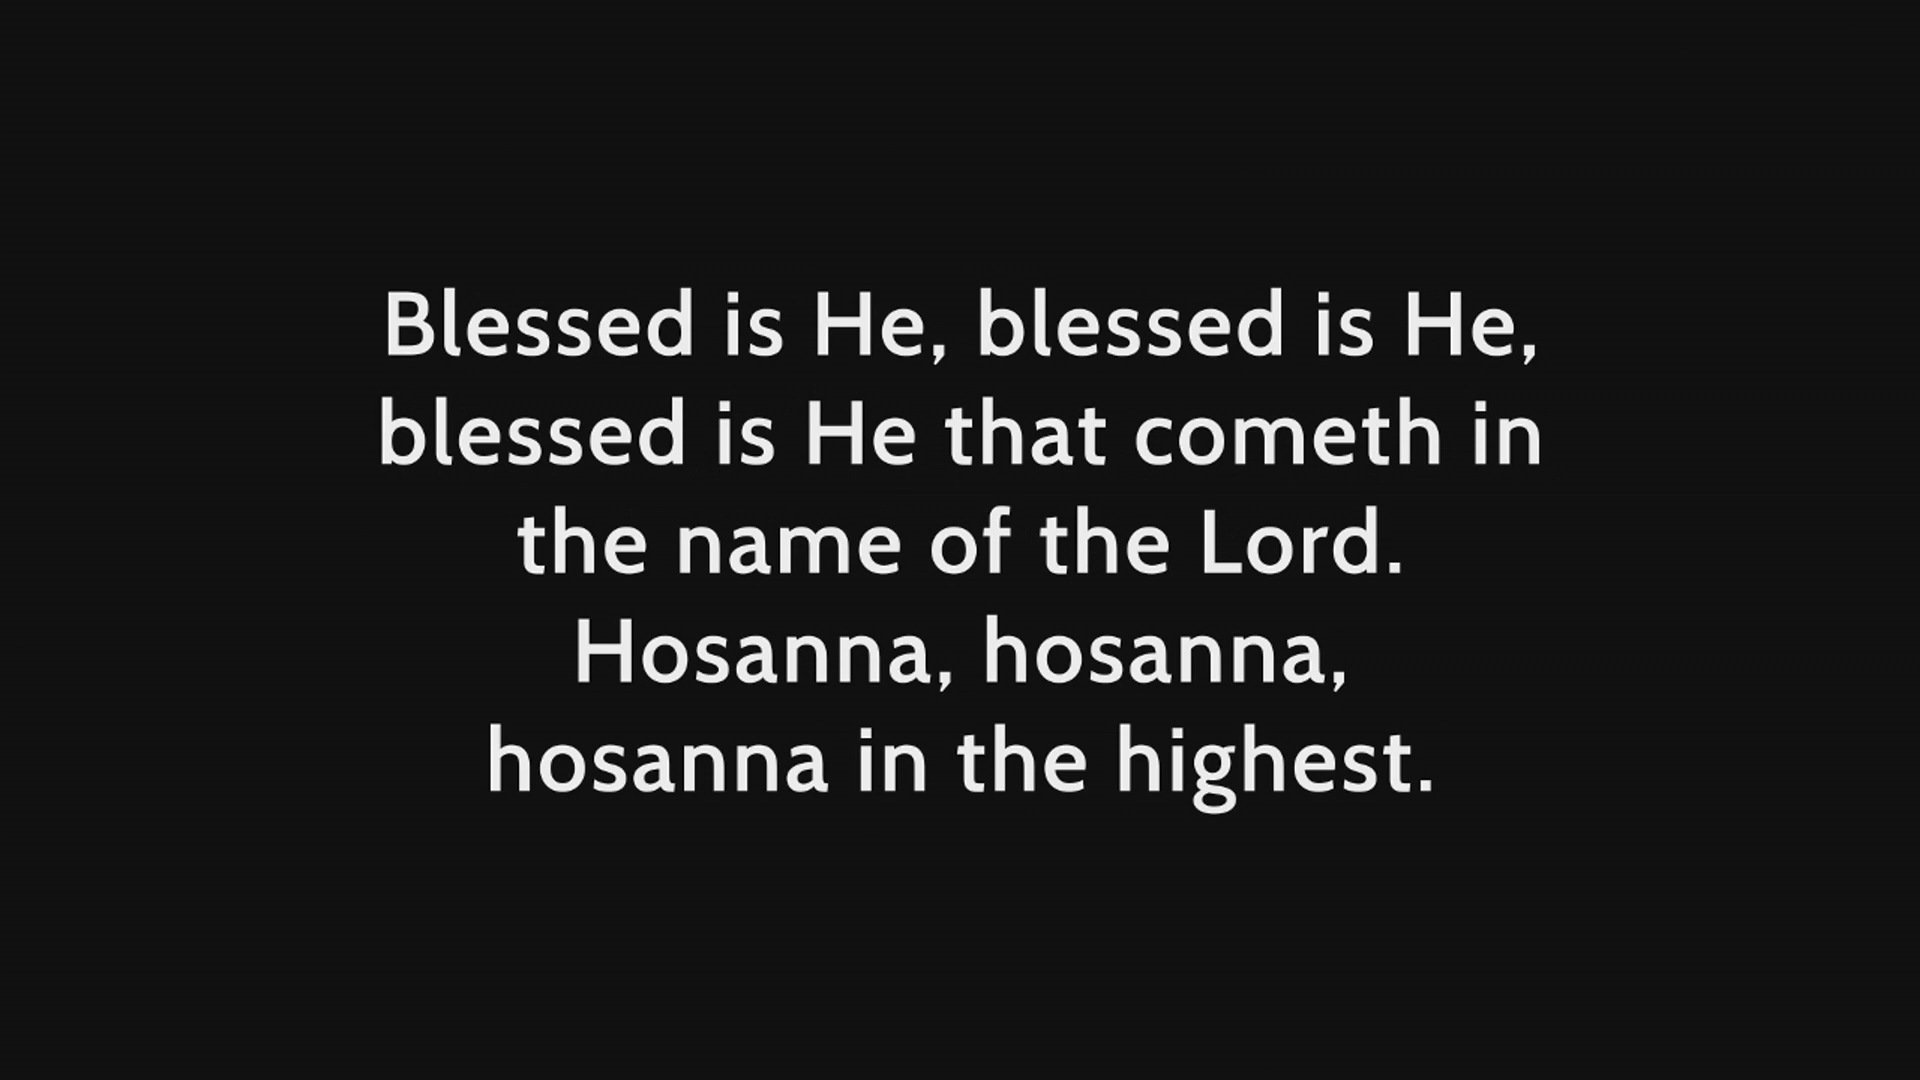 Blessed is He, blessed is He,
blessed is He that cometh in
the name of the Lord.
Hosanna, hosanna,
hosanna in the highest.